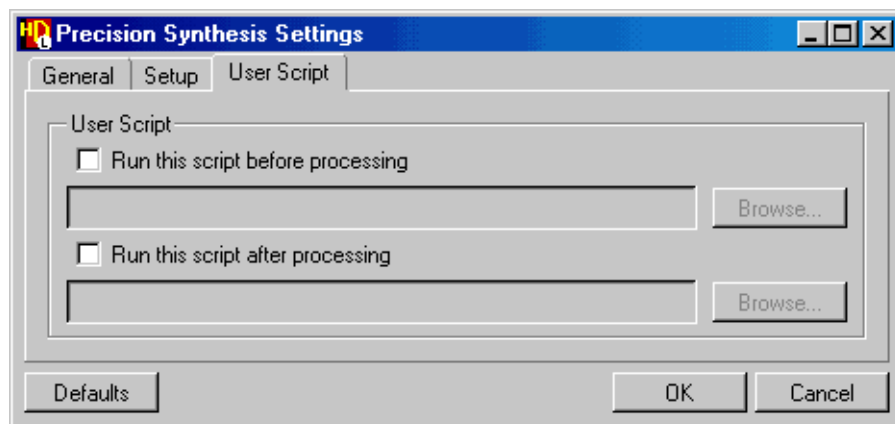 HDL Precision Synthesis Settings
General Setup User Script
User Script
Run this script before processing
Browse...
Run this script after processing
Browse...
Defaults OK Cancel